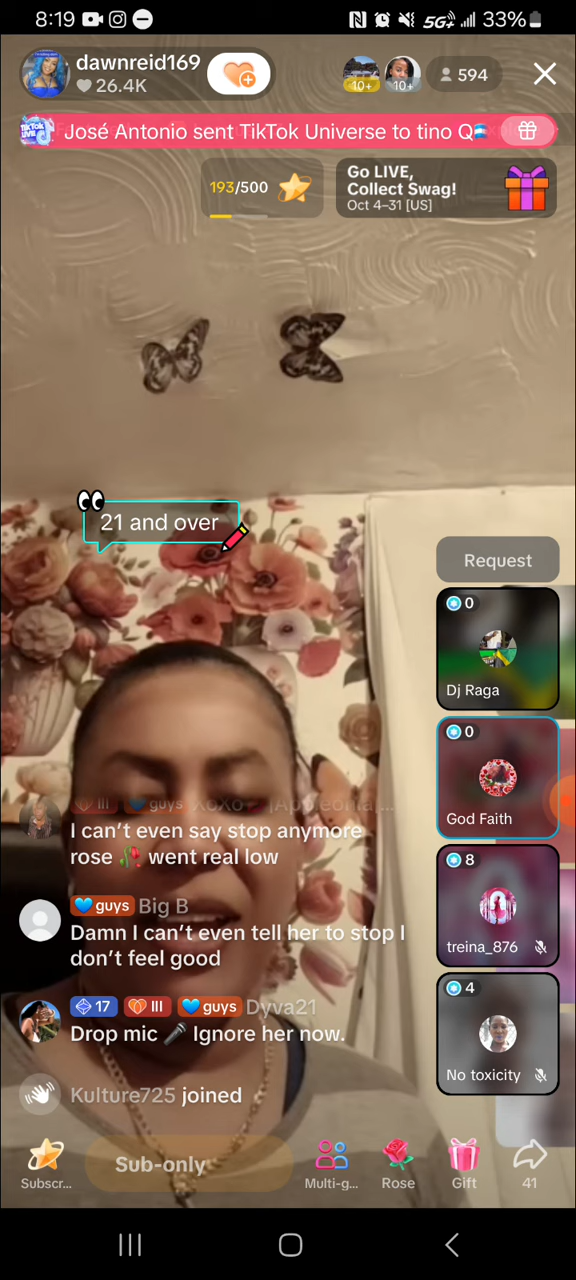 8:19
5G+
33%
dawnreid169
26.4K
10+
10+
594
José Antonio sent TikTok Universe to tino Q
193/500
Go LIVE,
Collect Swag!
Oct 4–31 [US]
21 and over
Request
0
Dj Raga
0
God Faith
8
treina_876
4
No toxicity
III guys XoXo
I can't even say stop anymore
rose 🥀 went real low
guys Big B
Damn I can't even tell her to stop I
don't feel good
17 III guys Dyva21
Drop mic 🎤 Ignore her now.
Kulture725 joined
Subscr...
Sub-only
Multi-g...
Rose
Gift
41